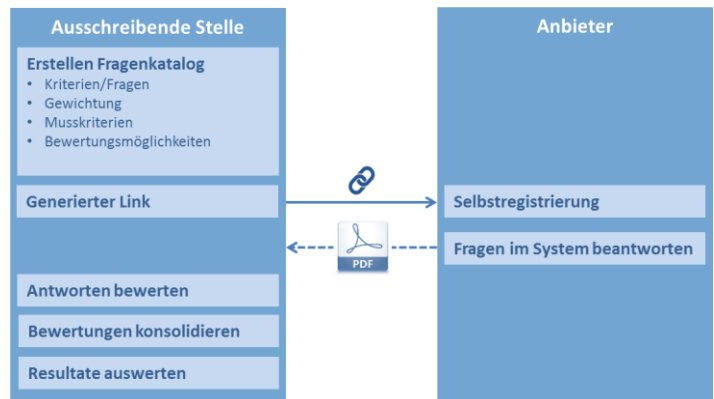 Ausschreibende Stelle
Erstellen Fragenkatalog
• Kriterien/Fragen
• Gewichtung
• Musskriterien
• Bewertungsmöglichkeiten
Generierter Link
Antworten bewerten
Bewertungen konsolidieren
Resultate auswerten
PDF
Anbieter
Selbstregistrierung
Fragen im System beantworten